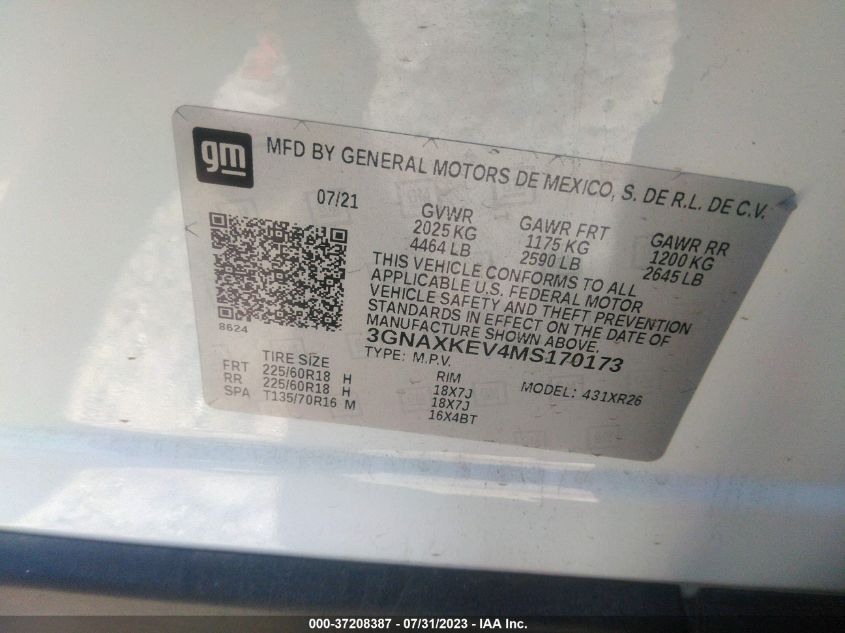 gm
MFD BY GENERAL MOTORS DE MEXICO, S. DE R.L. DE C.V.
07/21
GVWR
2025 KG
4464 LB
GAWR FRT
1175 KG
2590 LB
GAWR RR
1200 KG
2645 LB
THIS VEHICLE CONFORMS TO ALL
APPLICABLE U.S. FEDERAL MOTOR
VEHICLE SAFETY AND THEFT PREVENTION
STANDARDS IN EFFECT ON THE DATE OF
MANUFACTURE SHOWN ABOVE.
8624
3GNAXKEV4MS170173
TYPE: M.P.V.
MODEL: 431XR26
TIRE SIZE
RIM
FRT 225/60R18 H 18X7J
RR 225/60R18 H 18X7J
SPA T135/70R16 M 16X4BT
000-37208387 - 07/31/2023 - IAA Inc.